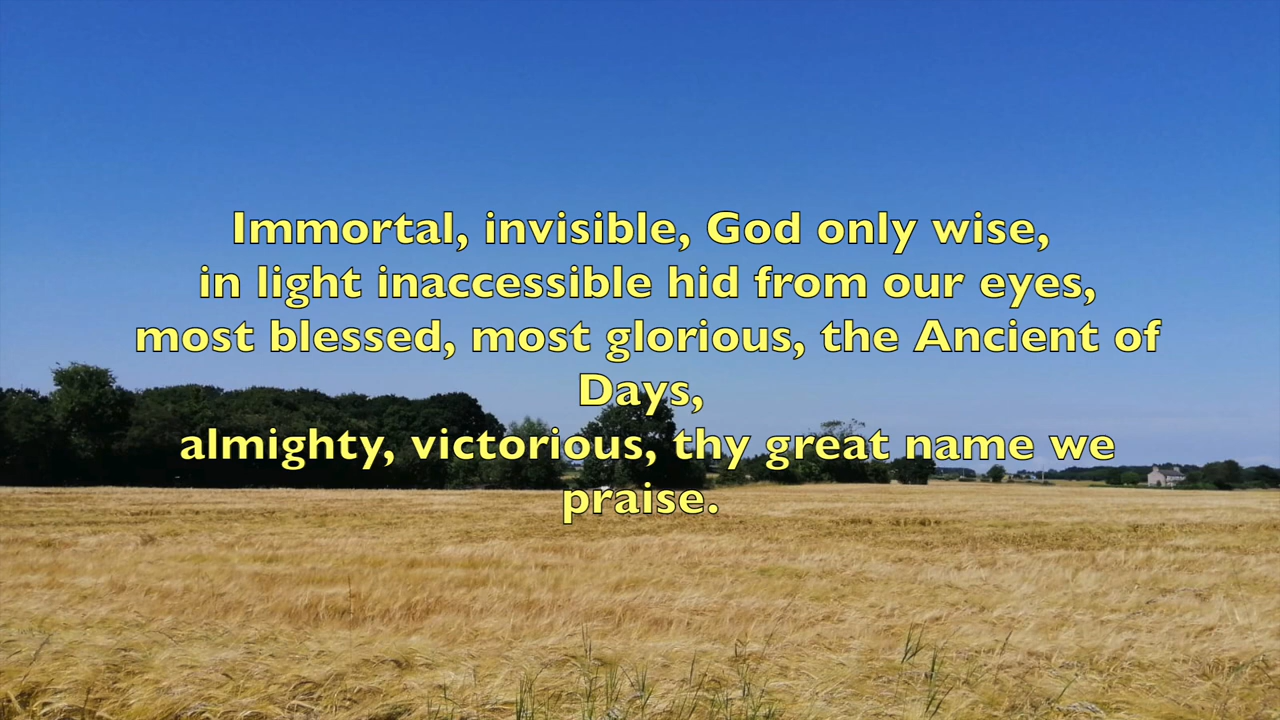 Immortal, invisible, God only wise,
in light inaccessible hid from our eyes,
most blessed, most glorious, the Ancient of
Days,
almighty, victorious, thy great name we
praise.